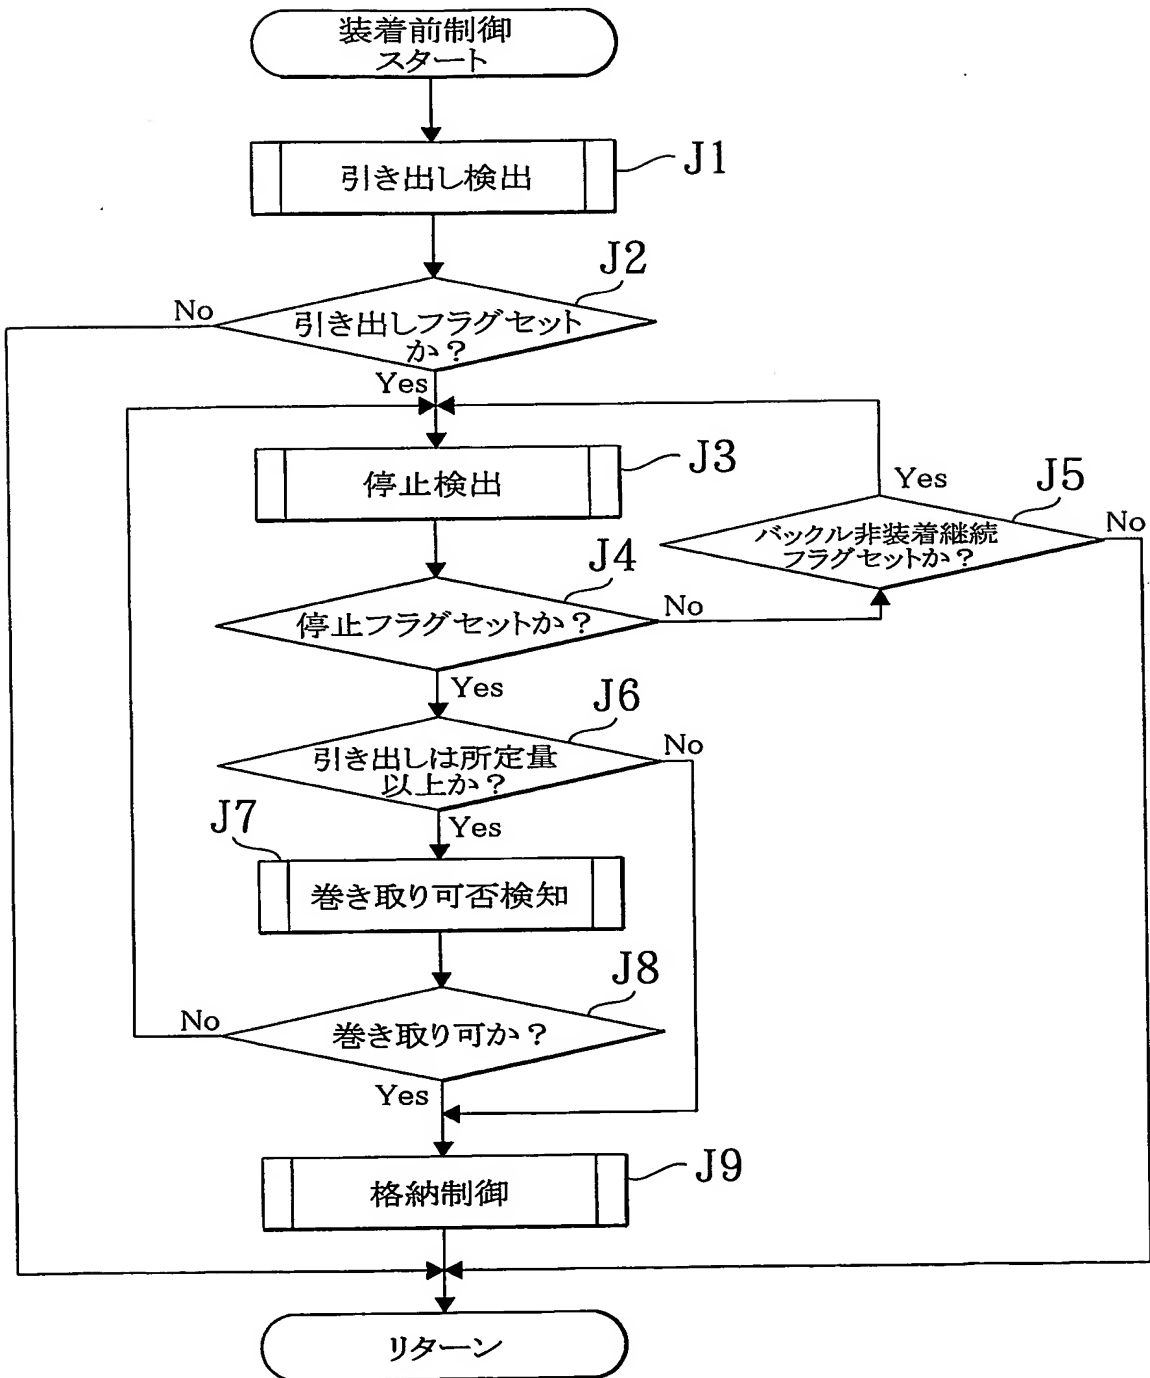 装着前制御
スタート
引き出し検出
J1
J2
No
引き出しフラグセット
か？
Yes
停止検出
J3
Yes
J5
バックル非装着継続
フラグセットか？
No
J4
停止フラグセットか？
No
Yes
J6
引き出しは所定量
以上か？
No
Yes
J7
巻き取り可否検知
J8
No
巻き取り可か？
Yes
格納制御
J9
リターン